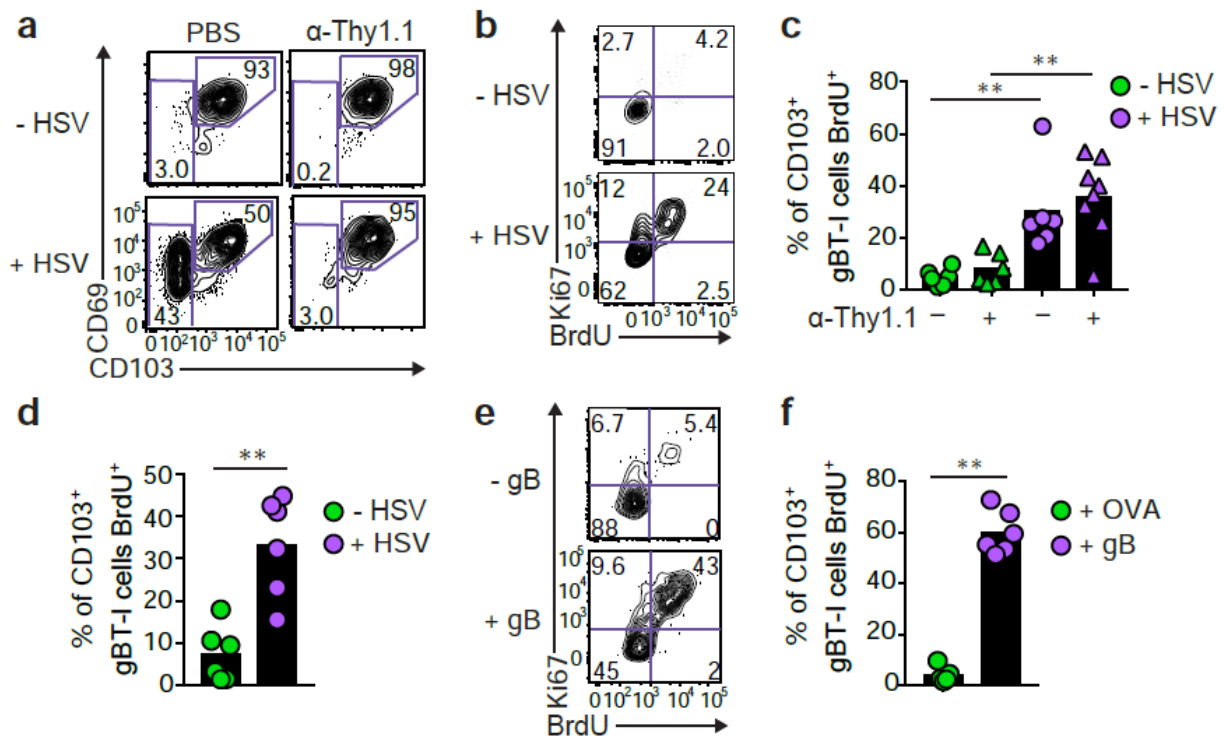 a
PBS
α-Thy1.1
- HSV
93
3.0
98
0.2
+ HSV
50
43
95
3.0
10⁵
10⁴
10³
10²
0
0 10² 10³ 10⁴ 10⁵
CD69
CD103
b
- HSV
2.7
4.2
91
2.0
+ HSV
12
24
62
2.5
10⁵
10⁴
10³
10²
0
0 10³ 10⁴ 10⁵
Ki67
BrdU
c
% of CD103⁺
gBT-I cells BrdU⁺
80
60
40
20
0
**
**
- HSV
+ HSV
α-Thy1.1
− + − +
d
% of CD103⁺
gBT-I cells BrdU⁺
50
40
30
20
10
0
**
- HSV
+ HSV
e
- gB
6.7
5.4
88
0
+ gB
9.6
43
45
2
10⁵
10⁴
10³
0
0 10² 10³ 10⁴ 10⁵
Ki67
BrdU
f
% of CD103⁺
gBT-I cells BrdU⁺
80
60
40
20
0
**
+ OVA
+ gB